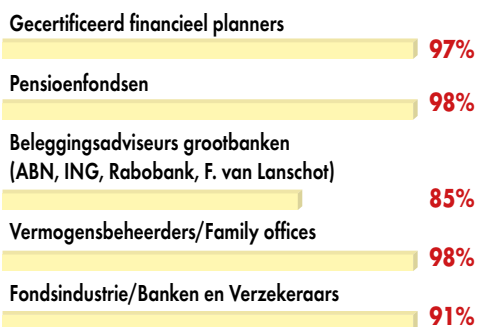 Gecertificeerd financieel planners
97%
Pensioenfondsen
98%
Beleggingsadviseurs grootbanken
(ABN, ING, Rabobank, F. van Lanschot)
85%
Vermogensbeheerders/Family offices
98%
Fondsindustrie/Banken en Verzekeraars
91%